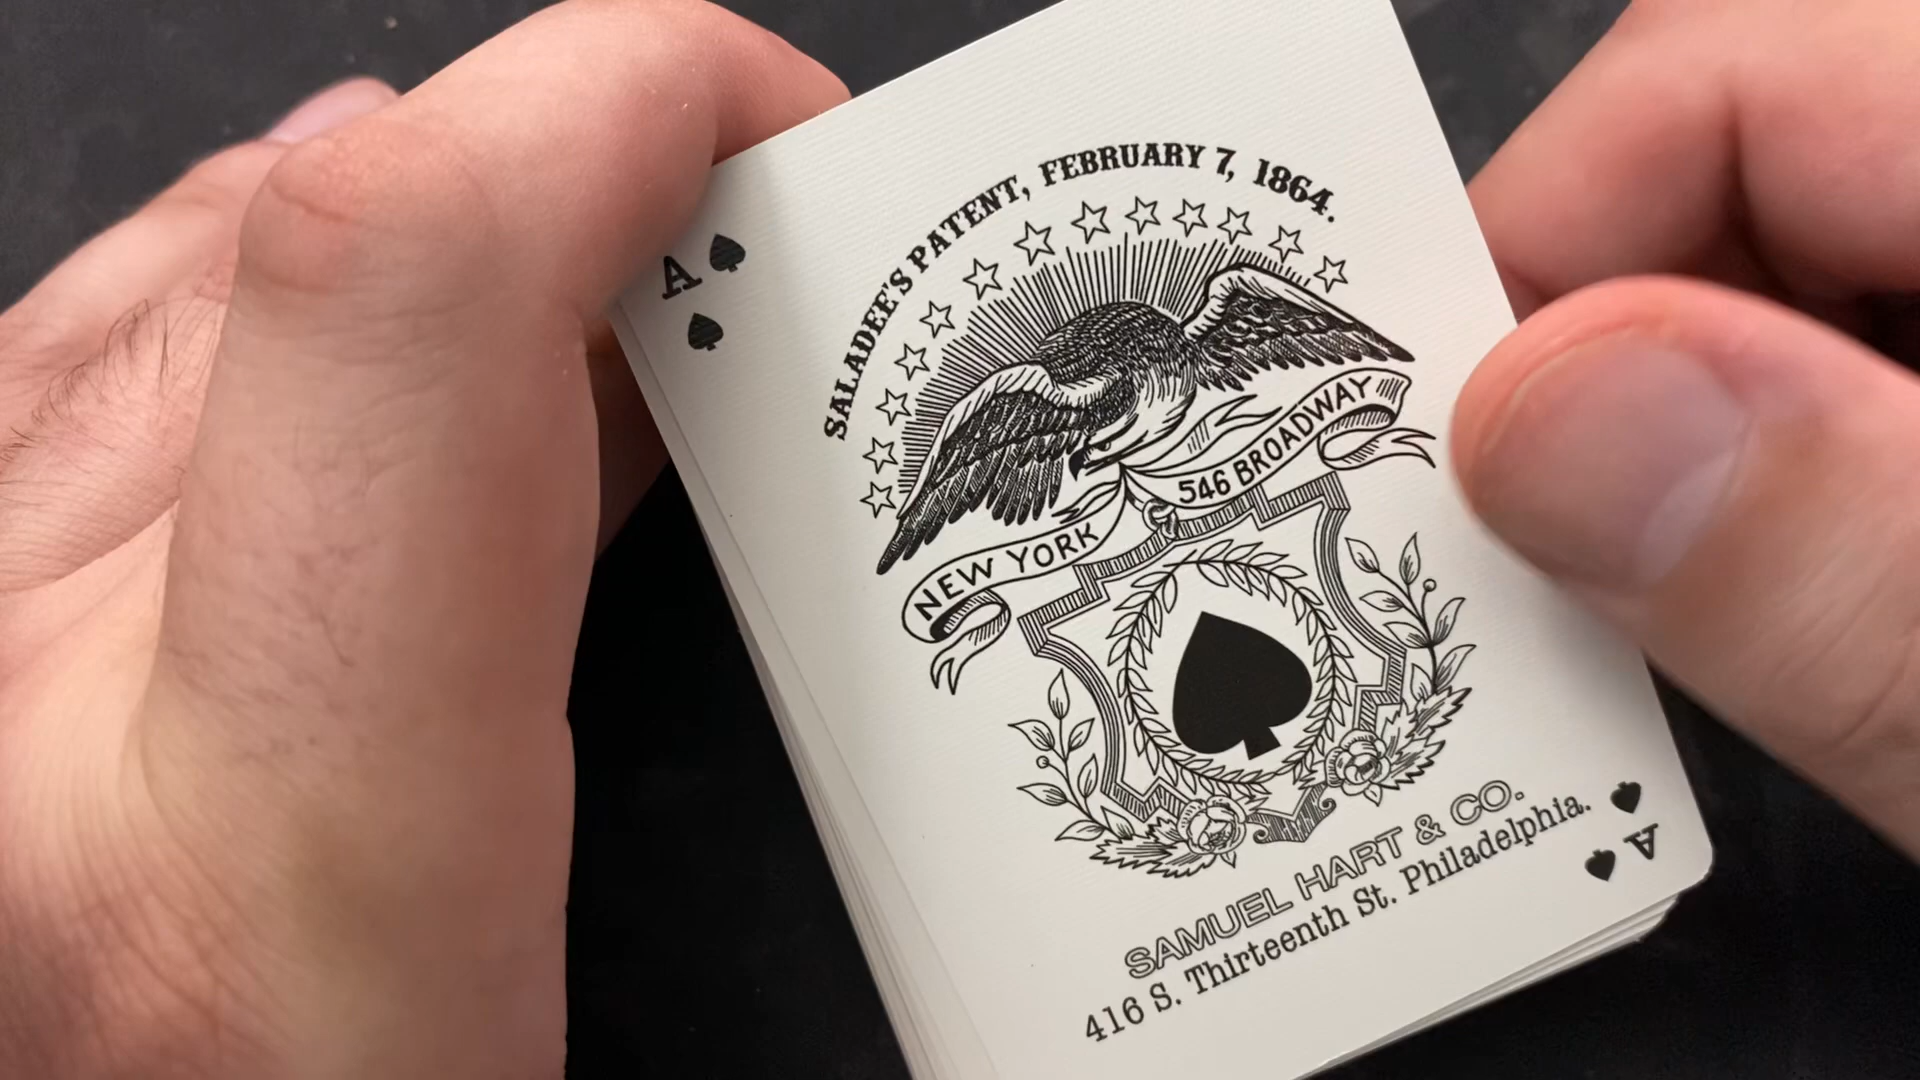 A
SALADEE'S PATENT, FEBRUARY 7, 1864.
NEW YORK 546 BROADWAY
SAMUEL HART & CO.
416 S. Thirteenth St. Philadelphia.
A